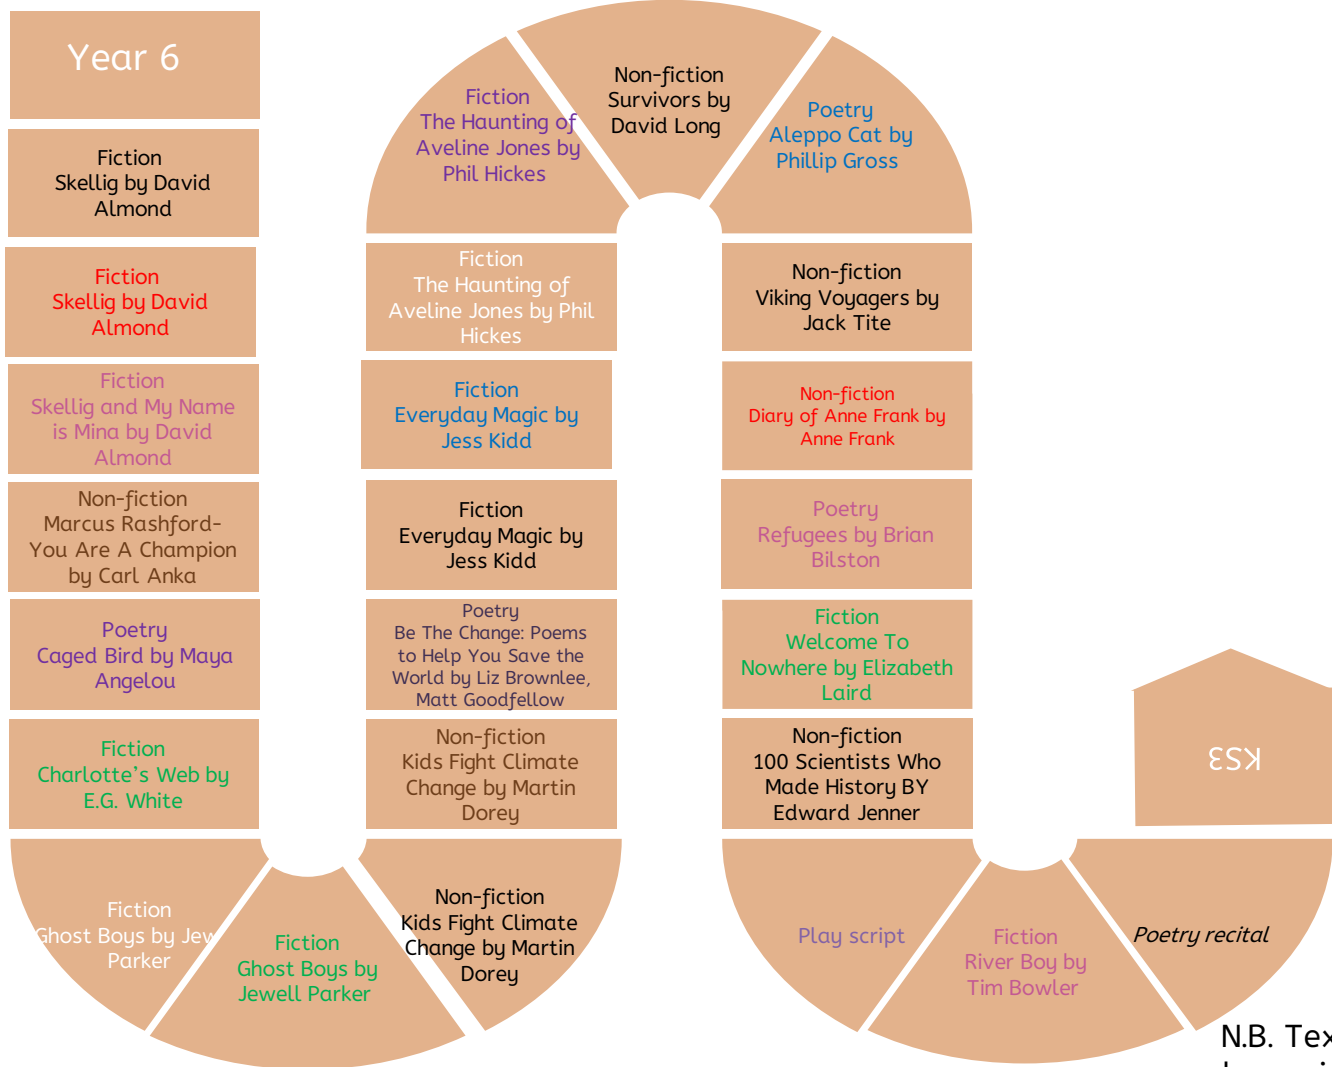 Year 6
Fiction
Skellig by David
Almond
Fiction
Skellig by David
Almond
Fiction
Skellig and My Name
is Mina by David
Almond
Non-fiction
Marcus Rashford-
You Are A Champion
by Carl Anka
Poetry
Caged Bird by Maya
Angelou
Fiction
Charlotte’s Web by
E.G. White
Fiction
Ghost Boys by Jew
Parker
Fiction
Ghost Boys by
Jewell Parker
Non-fiction
Kids Fight Climate
Change by Martin
Dorey
Non-fiction
Kids Fight Climate
Change by Martin
Dorey
Poetry
Be The Change: Poems
to Help You Save the
World by Liz Brownlee,
Matt Goodfellow
Fiction
Everyday Magic by
Jess Kidd
Fiction
Everyday Magic by
Jess Kidd
Fiction
The Haunting of
Aveline Jones by Phil
Hickes
Fiction
The Haunting of
Aveline Jones by
Phil Hickes
Non-fiction
Survivors by
David Long
Poetry
Aleppo Cat by
Phillip Gross
Non-fiction
Viking Voyagers by
Jack Tite
Non-fiction
Diary of Anne Frank by
Anne Frank
Poetry
Refugees by Brian
Bilston
Fiction
Welcome To
Nowhere by Elizabeth
Laird
Non-fiction
100 Scientists Who
Made History BY
Edward Jenner
Play script
Fiction
River Boy by
Tim Bowler
Poetry recital
KS3
N.B. Tex